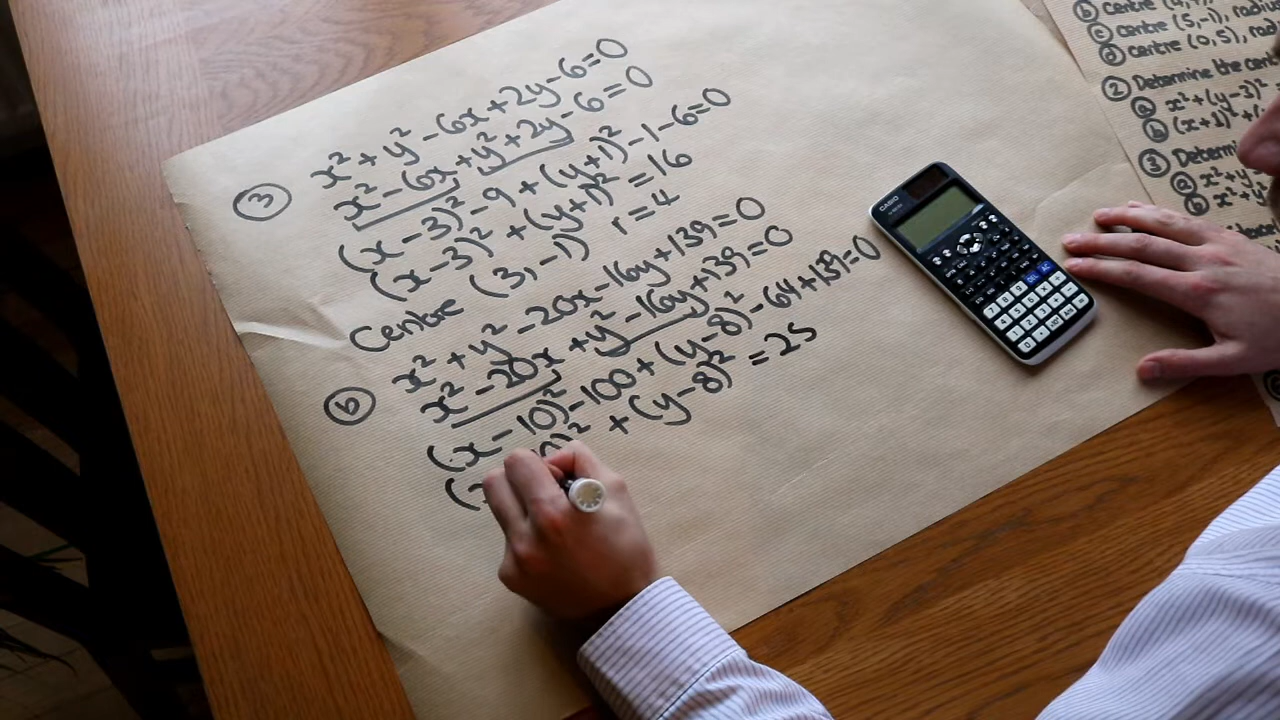 ③ x² + y² - 6x + 2y - 6 = 0
x² - 6x + y² + 2y - 6 = 0
(x - 3)² - 9 + (y + 1)² - 1 - 6 = 0
(x - 3)² + (y + 1)² = 16
Centre (3, -1) r = 4
ⓑ x² + y² - 20x - 16y + 139 = 0
x² - 20x + y² - 16y + 139 = 0
(x - 10)² - 100 + (y - 8)² - 64 + 139 = 0
)² + (y - 8)² = 25
CASIO
ⓑ centre
ⓒ centre (5, -1), radiu
ⓓ centre (0, 5), rad
② Determine the cent
ⓐ x² + (y - 3)²
ⓑ (x + 1)² +
③ Determi
ⓐ x² + y
ⓑ x² + y²